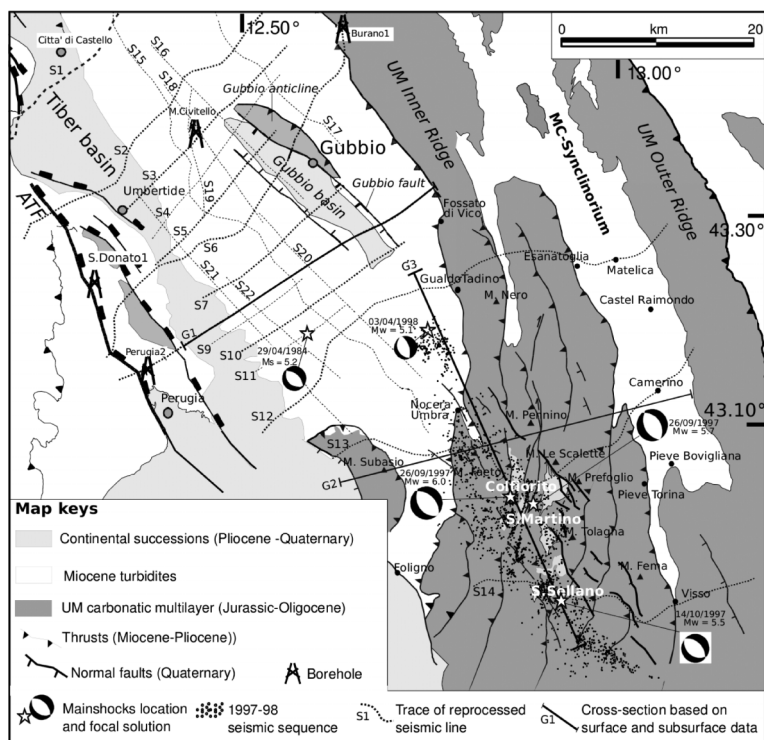 12.50°
0 km 20
13.00°
Citta' di Castello
S1
S15
S16
S18
Burano1
Gubbio anticline
M.Civitello
S17
Gubbio
Tiber basin
S2
S3
Umbertide
S4
S5
S6
S19
Gubbio basin
Gubbio fault
UM Inner Ridge
MC-Synclinorium
UM Outer Ridge
ATF
S.Donato1
S20
S21
S22
S7
G1
S9
S10
S11
S12
Fossato
di Vico
G3
GualdoTadino
Esanatoglia
Matelica
43.30°
M. Nero
Castel Raimondo
03/04/1998
Mw = 5.1
29/04/1984
Ms = 5.2
Perugia2
Perugia
Nocera
Umbra
M. Pennino
Camerino
43.10°
26/09/1997
Mw = 5.7
S13
M. Subasio
G2
26/09/1997
Mw = 6.0
M. Faeto
M. Le Scalette
Pieve Bovigliana
Colfiorito
M. Prefoglio
Pieve Torina
S.Martino
M. Tolagna
Foligno
M. Fema
S14
S.Sellano
Visso
14/10/1997
Mw = 5.5
Map keys
Continental successions (Pliocene -Quaternary)
Miocene turbidites
UM carbonatic multilayer (Jurassic-Oligocene)
Thrusts (Miocene-Pliocene))
Normal faults (Quaternary)
Borehole
Mainshocks location
and focal solution
1997-98
seismic sequence
S1
Trace of reprocessed
seismic line
G1
Cross-section based on
surface and subsurface data